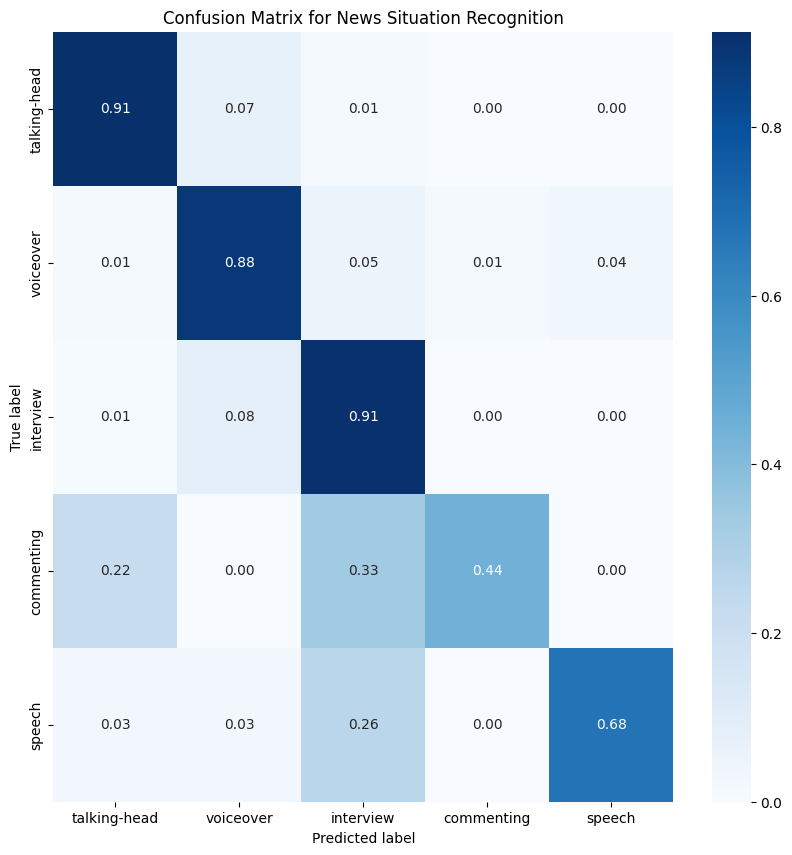 Confusion Matrix for News Situation Recognition
talking-head 0.91 0.07 0.01 0.00 0.00
voiceover 0.01 0.88 0.05 0.01 0.04
interview 0.01 0.08 0.91 0.00 0.00
commenting 0.22 0.00 0.33 0.44 0.00
speech 0.03 0.03 0.26 0.00 0.68
True label
talking-head voiceover interview commenting speech
Predicted label
0.8
0.6
0.4
0.2
0.0